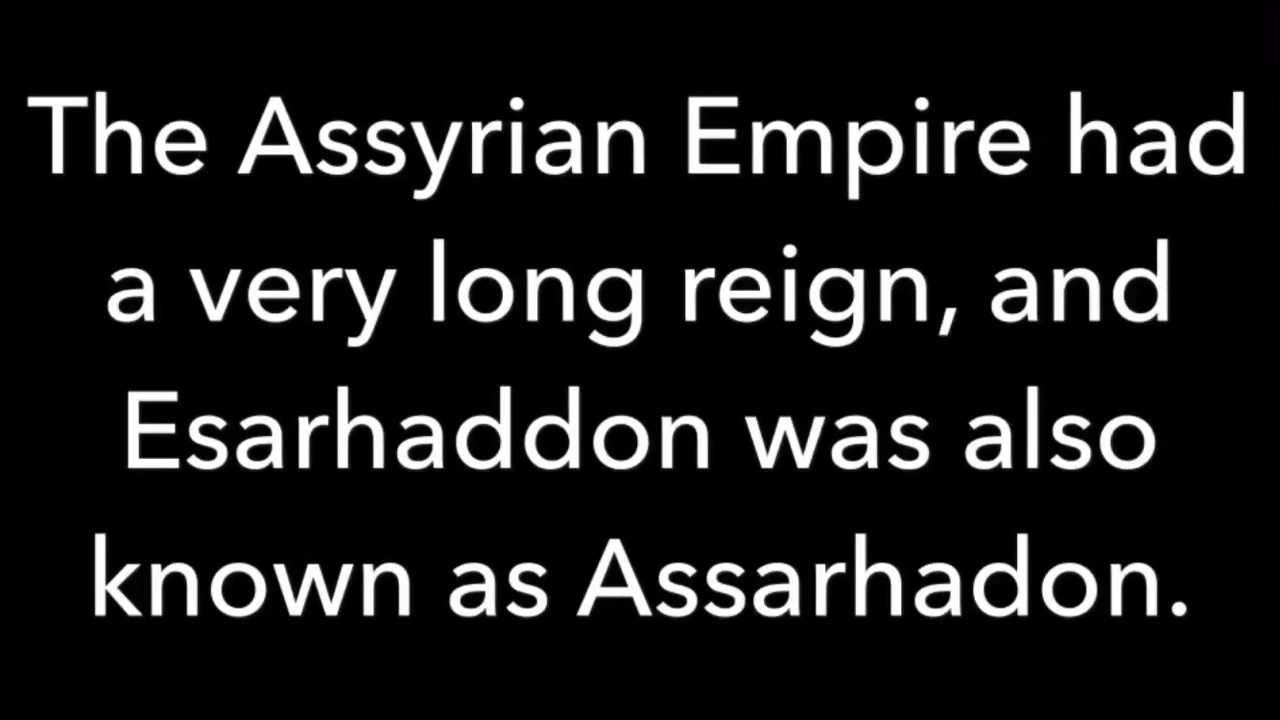 The Assyrian Empire had
a very long reign, and
Esarhaddon was also
known as Assarhadon.